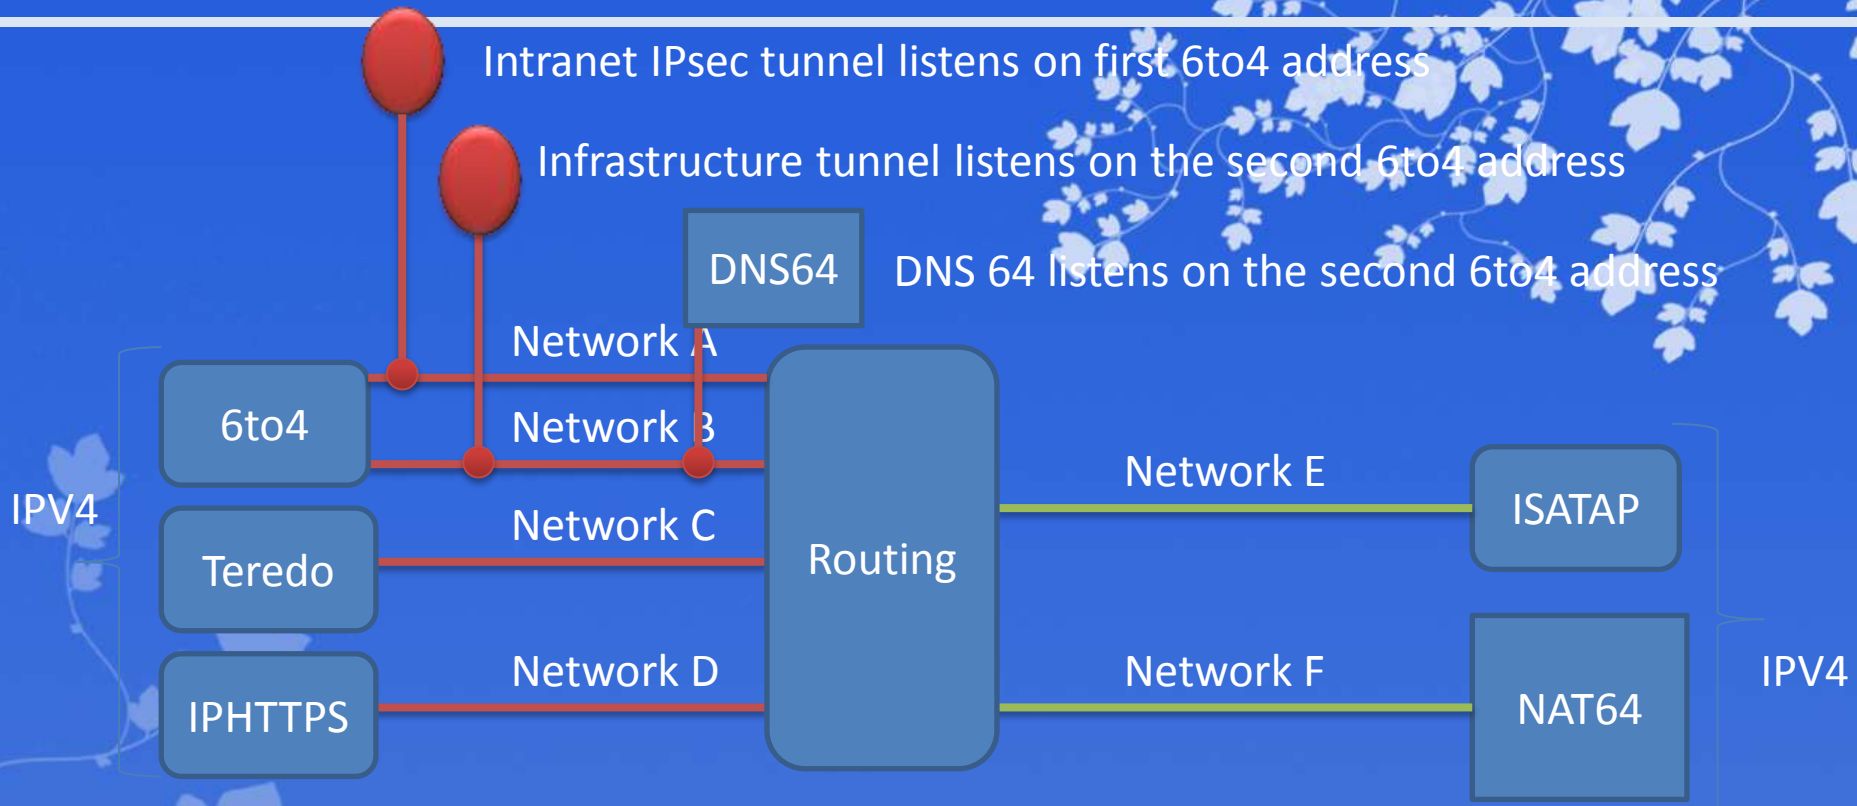 Intranet IPsec tunnel listens on first 6to4 address
Infrastructure tunnel listens on the second 6to4 address
DNS64
DNS 64 listens on the second 6to4 address
Network A
6to4
Network B
Network E
IPV4
ISATAP
Network C
Teredo
Routing
Network D
Network F
IPV4
IPHTTPS
NAT64